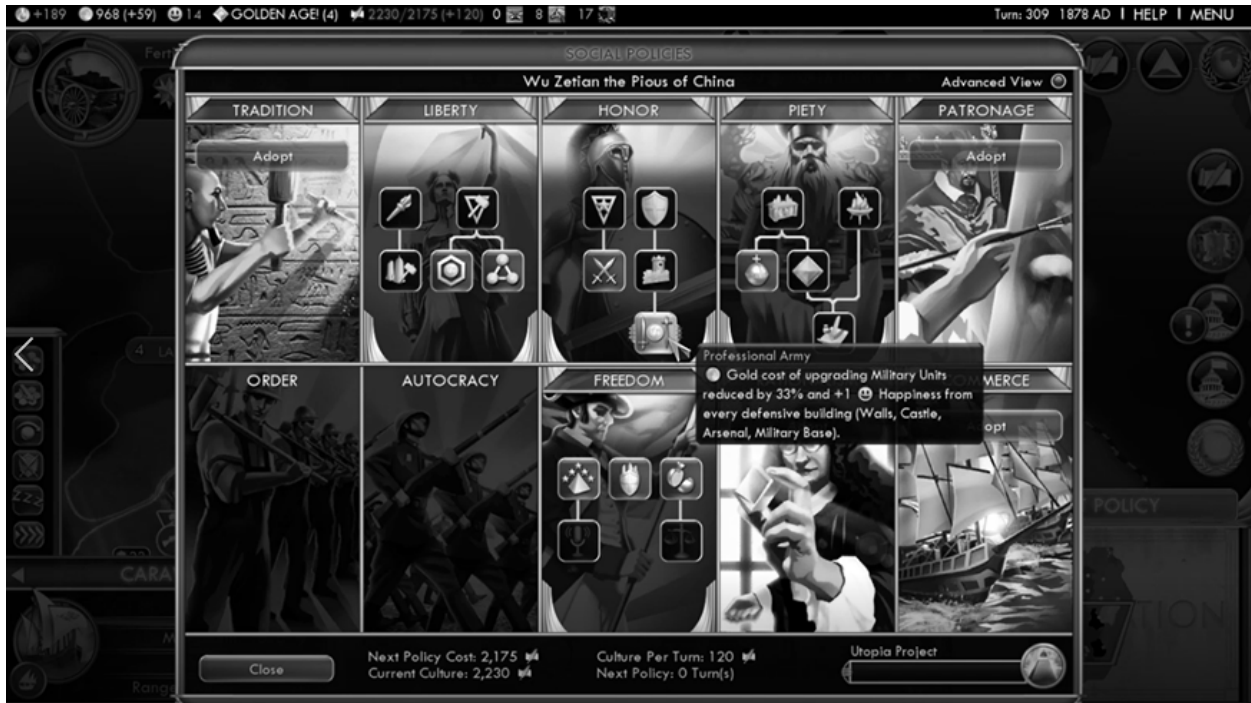 +189 968 (+59) 14 GOLDEN AGE! (4) 2230/2175 (+120) 0 8 17 Turn: 309 1878 AD | HELP | MENU
SOCIAL POLICIES
Wu Zetian the Pious of China Advanced View
TRADITION LIBERTY HONOR PIETY PATRONAGE
Adopt Adopt
Professional Army
Gold cost of upgrading Military Units
reduced by 33% and +1 Happiness from
every defensive building (Walls, Castle,
Arsenal, Military Base).
ORDER AUTOCRACY FREEDOM
POLICY
Next Policy Cost: 2,175 Culture Per Turn: 120 Utopia Project
Close
Current Culture: 2,230 Next Policy: 0 Turn(s)
Range